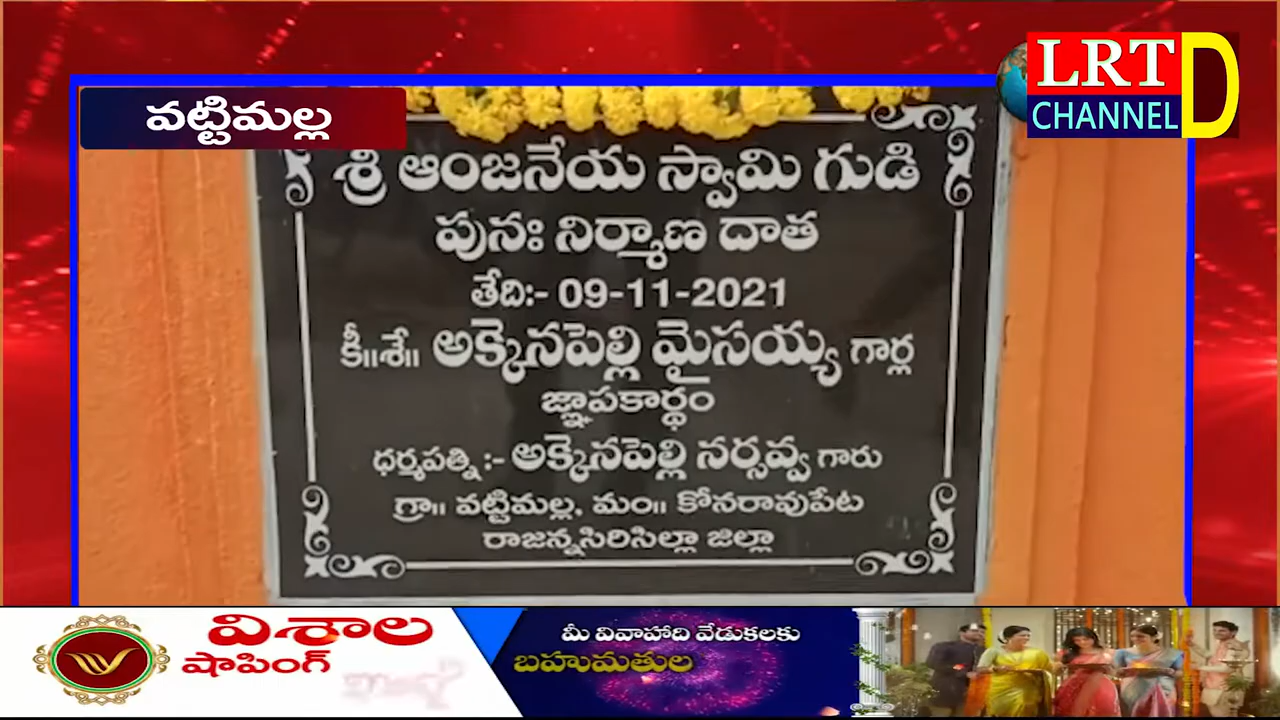 వట్టిమల్ల
LRT
CHANNEL
D
శ్రీ ఆంజనేయ స్వామి గుడి
పునః నిర్మాణ దాత
తేదిః- 09-11-2021
కీ॥శే॥ అక్కెనపెల్లి మైసయ్య గార్ల
జ్ఞాపకార్థం
ధర్మపత్ని :- అక్కెనపెల్లి నర్సవ్వ గారు
గ్రా॥ వట్టిమల్ల, మం॥ కోనరావుపేట
రాజన్నసిరిసిల్లా జిల్లా
విశాల
షాపింగ్
మీ వివాహాది వేడుకలకు
బహుమతుల